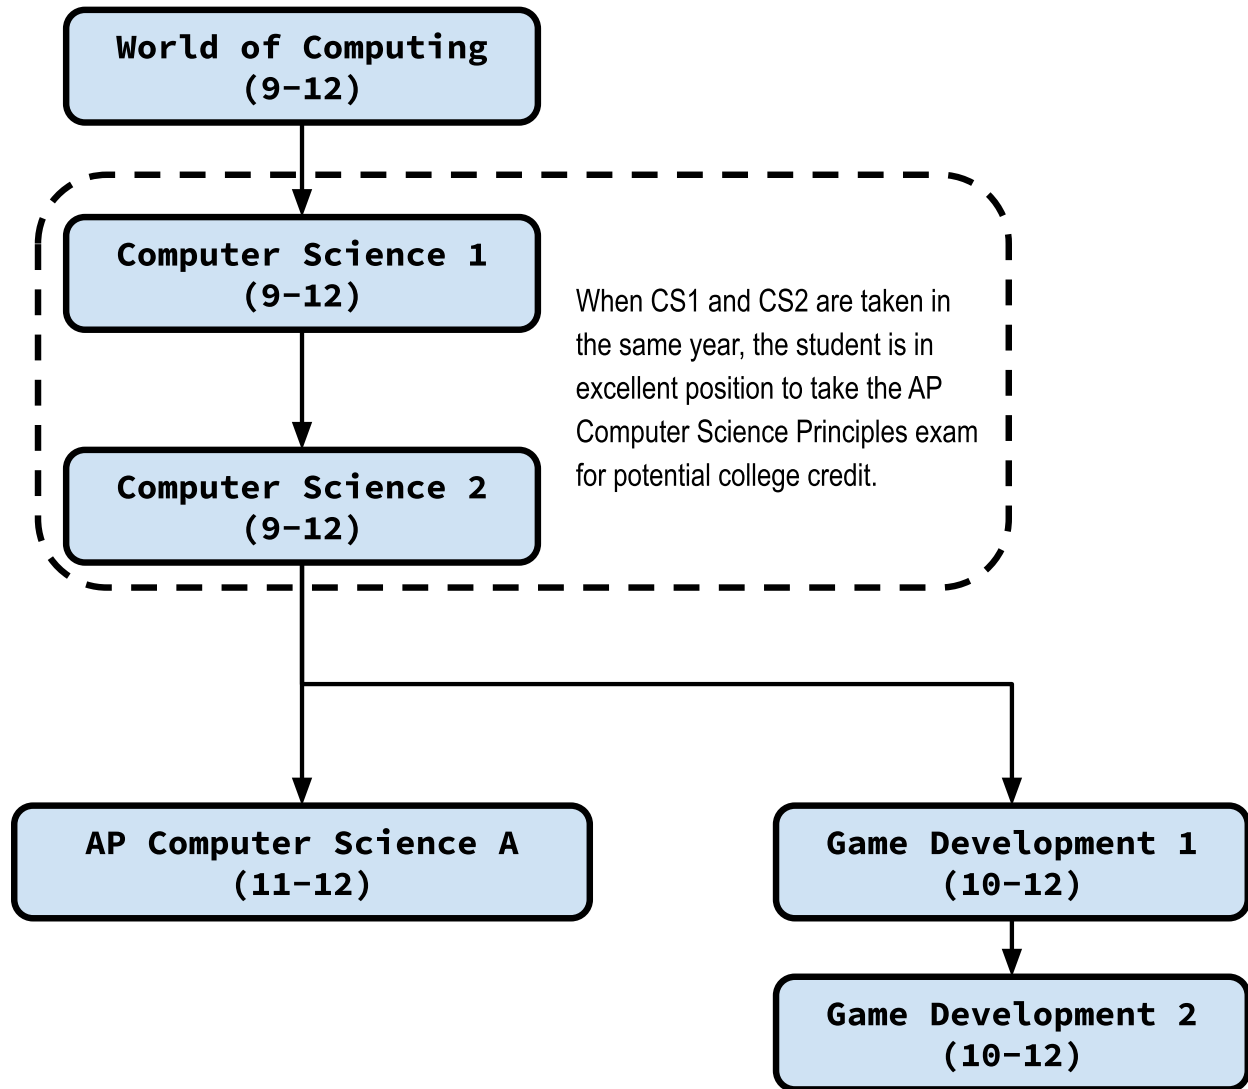 World of Computing
(9-12)
Computer Science 1
(9-12)
When CS1 and CS2 are taken in
the same year, the student is in
excellent position to take the AP
Computer Science Principles exam
for potential college credit.
Computer Science 2
(9-12)
AP Computer Science A
(11-12)
Game Development 1
(10-12)
Game Development 2
(10-12)